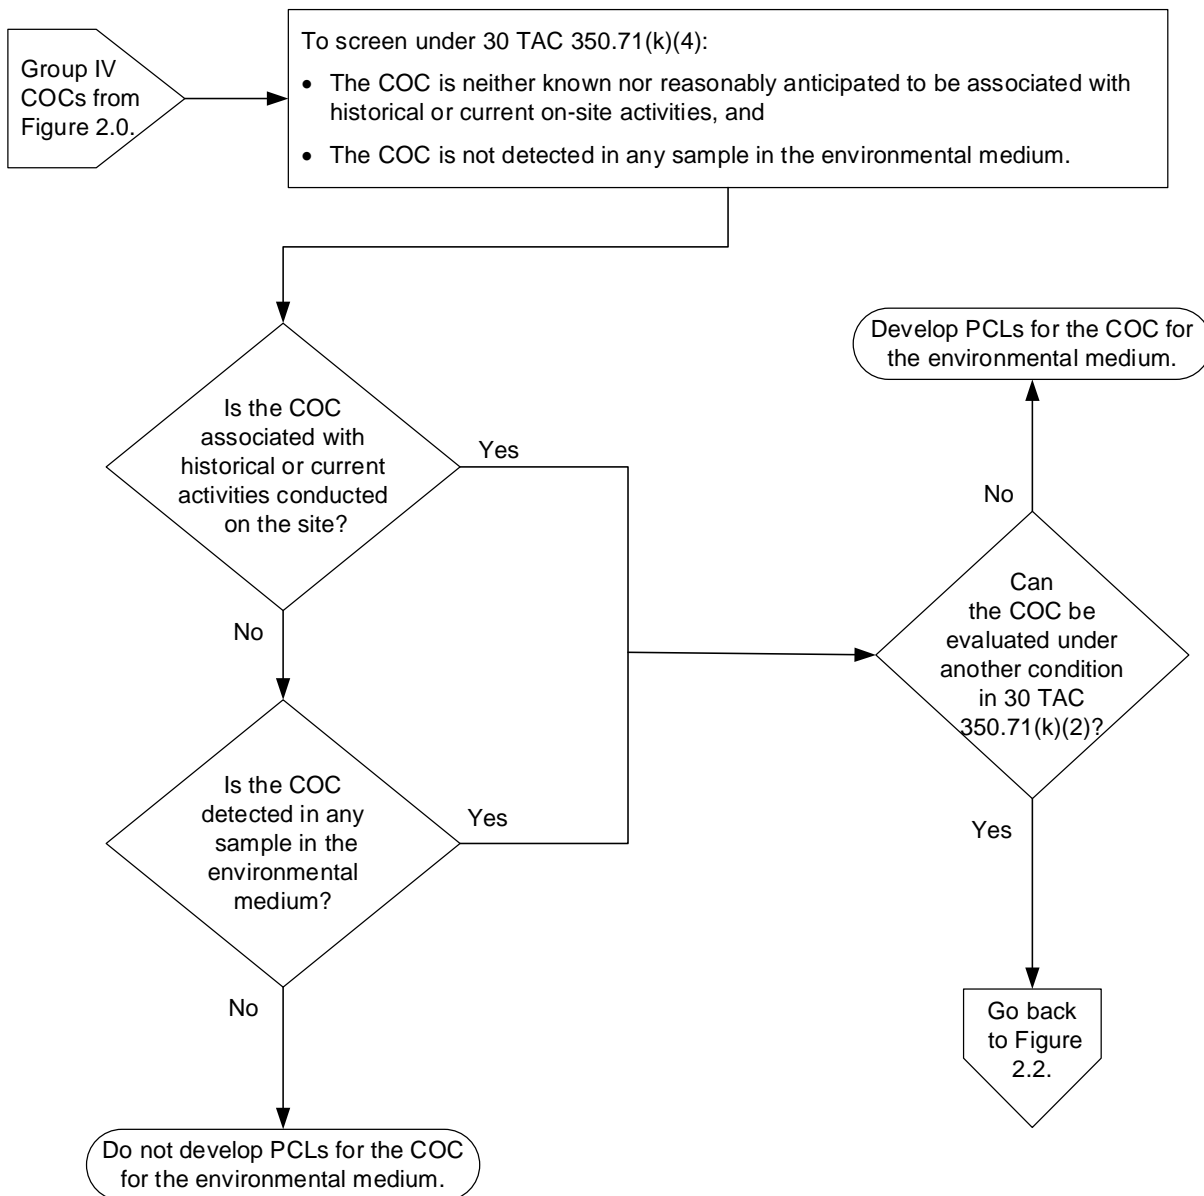 Group IV
COCs from
Figure 2.0.
To screen under 30 TAC 350.71(k)(4):
• The COC is neither known nor reasonably anticipated to be associated with
historical or current on-site activities, and
• The COC is not detected in any sample in the environmental medium.
Develop PCLs for the COC for
the environmental medium.
Is the COC
associated with
historical or current
activities conducted
on the site?
Yes
No
No
Can
the COC be
evaluated under
another condition
in 30 TAC
350.71(k)(2)?
Is the COC
detected in any
sample in the
environmental
medium?
Yes
Yes
No
Go back
to Figure
2.2.
Do not develop PCLs for the COC
for the environmental medium.